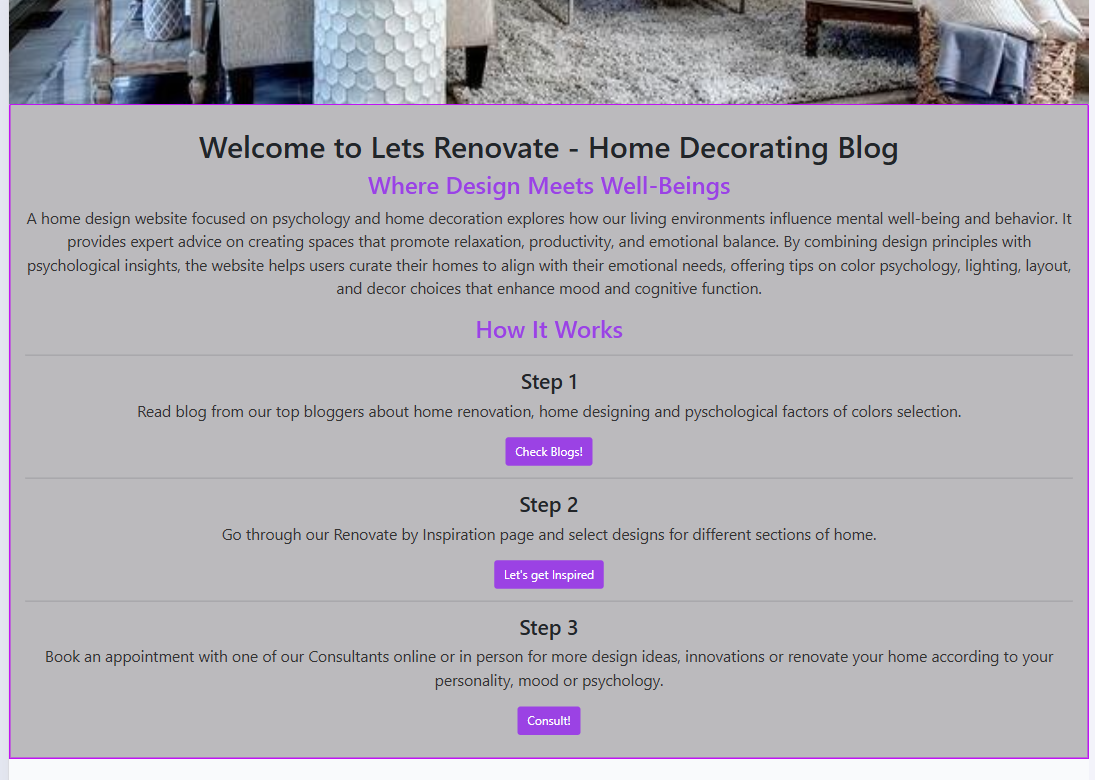 Welcome to Lets Renovate - Home Decorating Blog
Where Design Meets Well-Beings
A home design website focused on psychology and home decoration explores how our living environments influence mental well-being and behavior. It
provides expert advice on creating spaces that promote relaxation, productivity, and emotional balance. By combining design principles with
psychological insights, the website helps users curate their homes to align with their emotional needs, offering tips on color psychology, lighting, layout,
and decor choices that enhance mood and cognitive function.
How It Works
Step 1
Read blog from our top bloggers about home renovation, home designing and pyschological factors of colors selection.
Check Blogs!
Step 2
Go through our Renovate by Inspiration page and select designs for different sections of home.
Let's get Inspired
Step 3
Book an appointment with one of our Consultants online or in person for more design ideas, innovations or renovate your home according to your
personality, mood or psychology.
Consult!